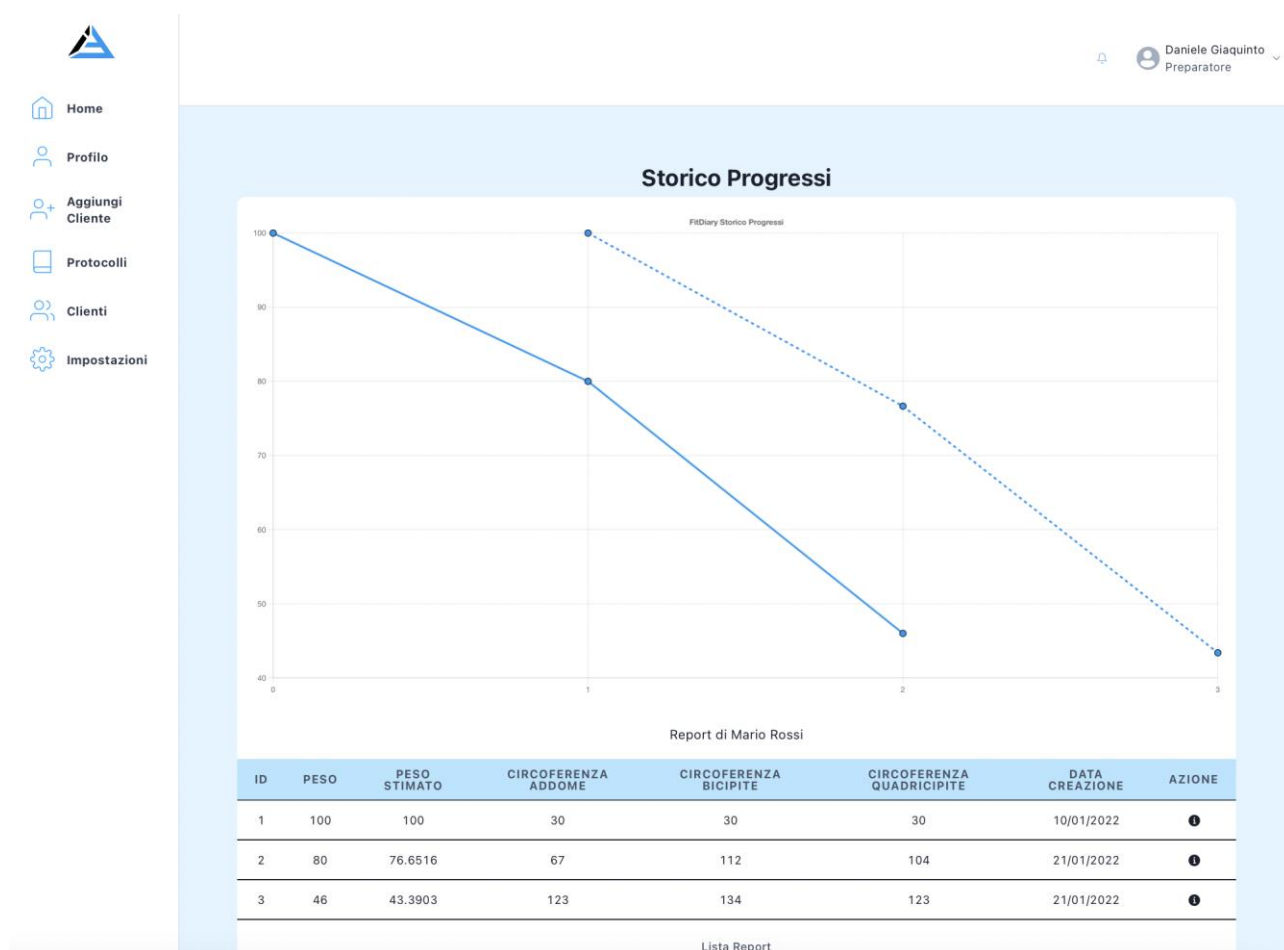 Daniele Giaquinto
Preparatore
Home
Profilo
Aggiungi
Cliente
Protocolli
Clienti
Impostazioni
Storico Progressi
FitDiary Storico Progressi
100
90
80
70
60
50
40
0 1 2 3
Report di Mario Rossi
ID PESO PESO STIMATO CIRCOFERENZA ADDOME CIRCOFERENZA BICIPITE CIRCOFERENZA QUADRICIPITE DATA CREAZIONE AZIONE
1 100 100 30 30 30 10/01/2022
2 80 76.6516 67 112 104 21/01/2022
3 46 43.3903 123 134 123 21/01/2022
Lista Report